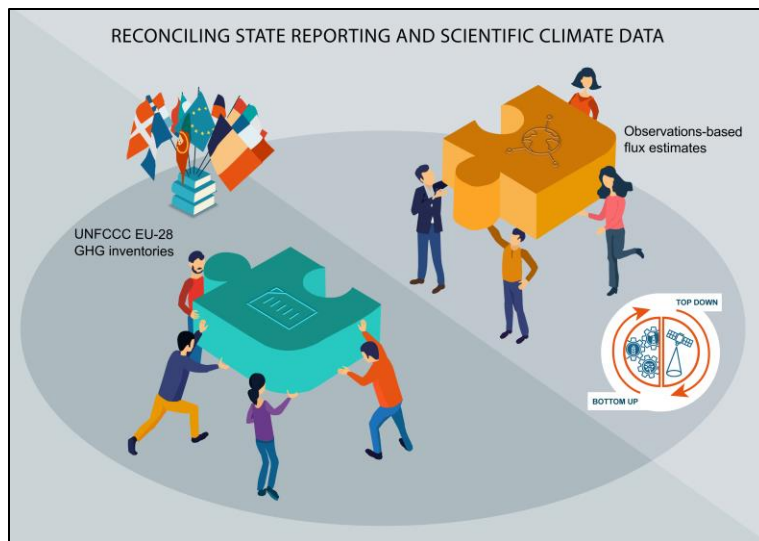 RECONCILING STATE REPORTING AND SCIENTIFIC CLIMATE DATA
Observations-based
flux estimates
UNFCCC EU-28
GHG inventories
TOP DOWN
BOTTOM UP